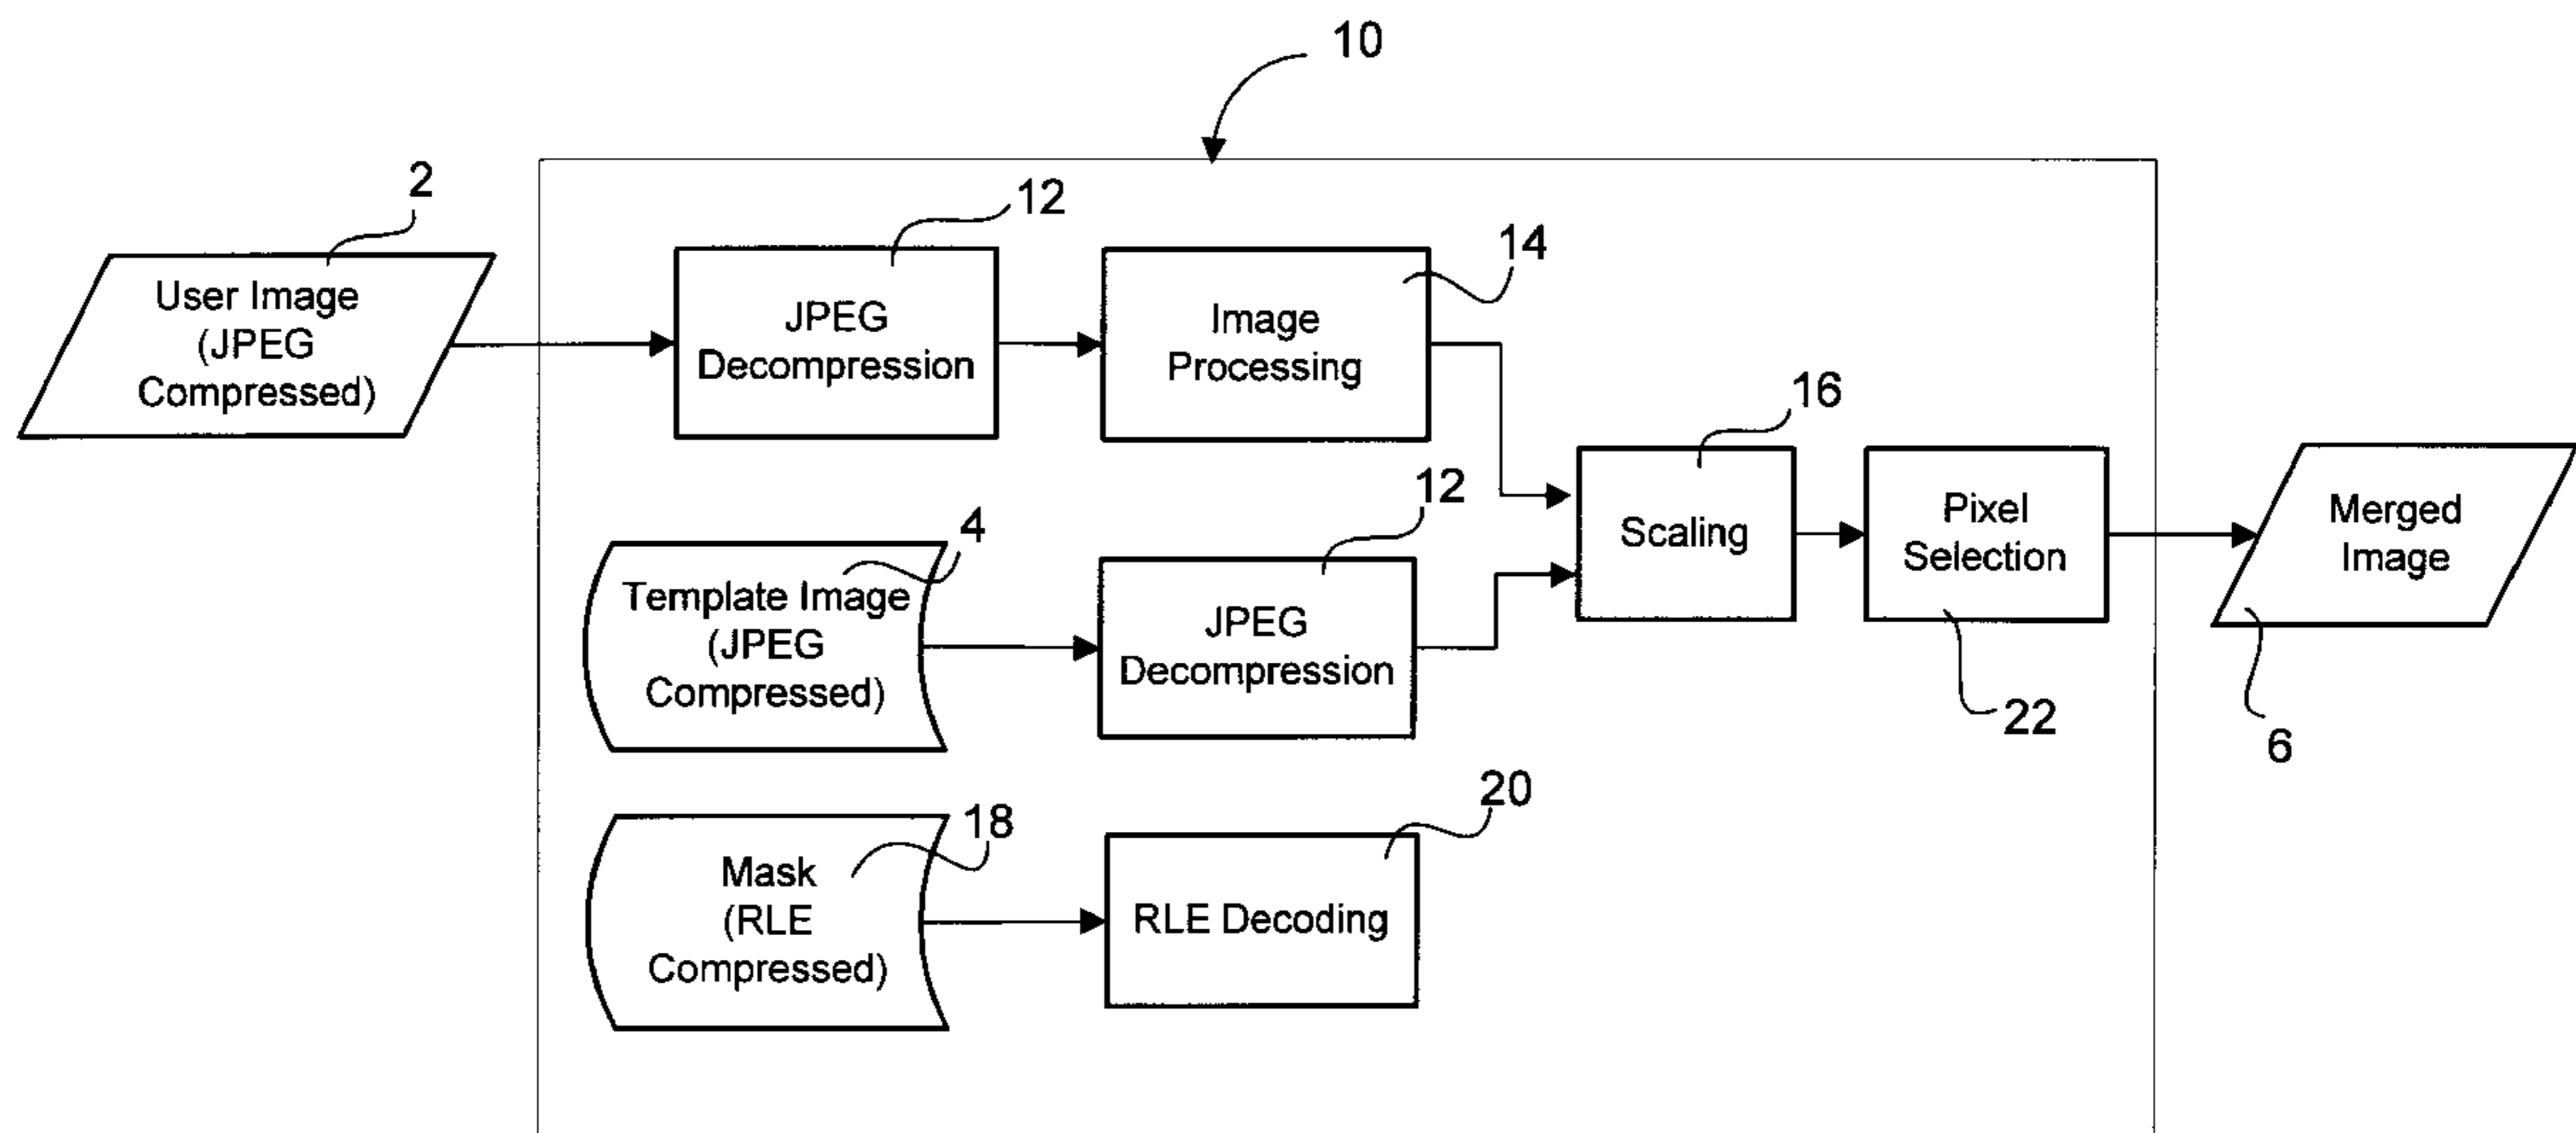 10
2
12
14
User Image
(JPEG
Compressed)
JPEG
Decompression
Image
Processing
16
12
4
Template Image
(JPEG
Compressed)
JPEG
Decompression
Scaling
Pixel
Selection
Merged
Image
22
6
18
20
Mask
(RLE
Compressed)
RLE Decoding